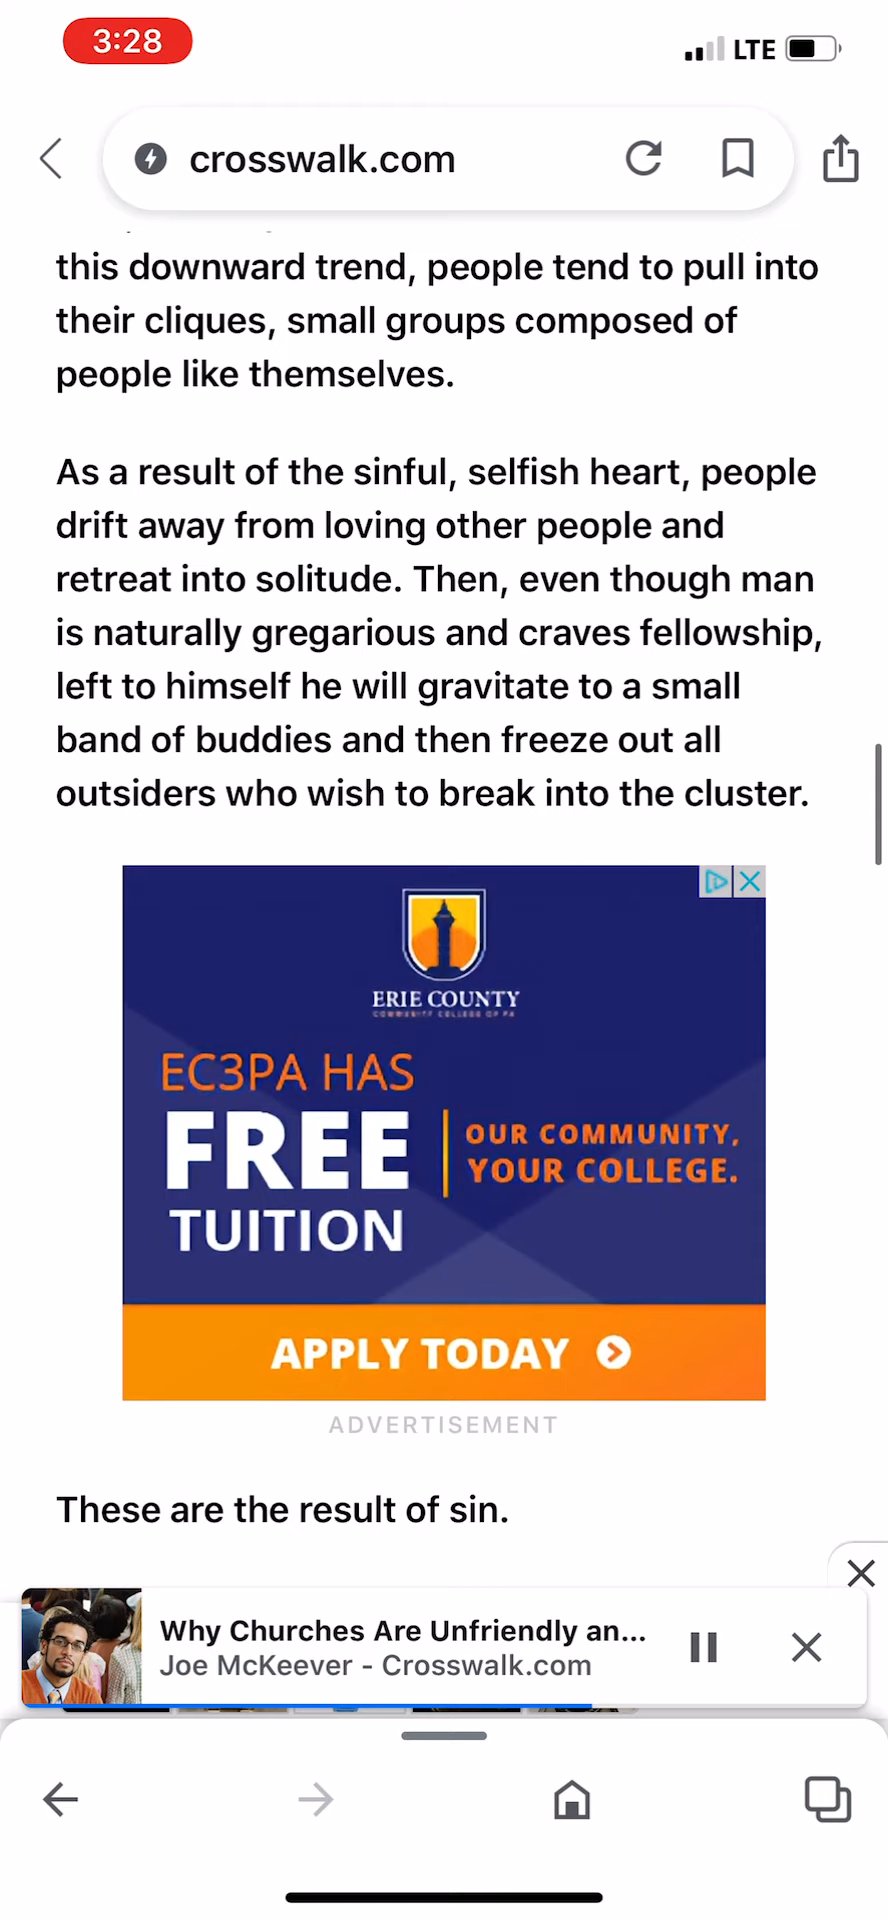 3:28
LTE
crosswalk.com
this downward trend, people tend to pull into
their cliques, small groups composed of
people like themselves.
As a result of the sinful, selfish heart, people
drift away from loving other people and
retreat into solitude. Then, even though man
is naturally gregarious and craves fellowship,
left to himself he will gravitate to a small
band of buddies and then freeze out all
outsiders who wish to break into the cluster.
ERIE COUNTY
COMMUNITY COLLEGE OF PA
EC3PA HAS
FREE
TUITION
OUR COMMUNITY,
YOUR COLLEGE.
APPLY TODAY
ADVERTISEMENT
These are the result of sin.
Why Churches Are Unfriendly an...
Joe McKeever - Crosswalk.com